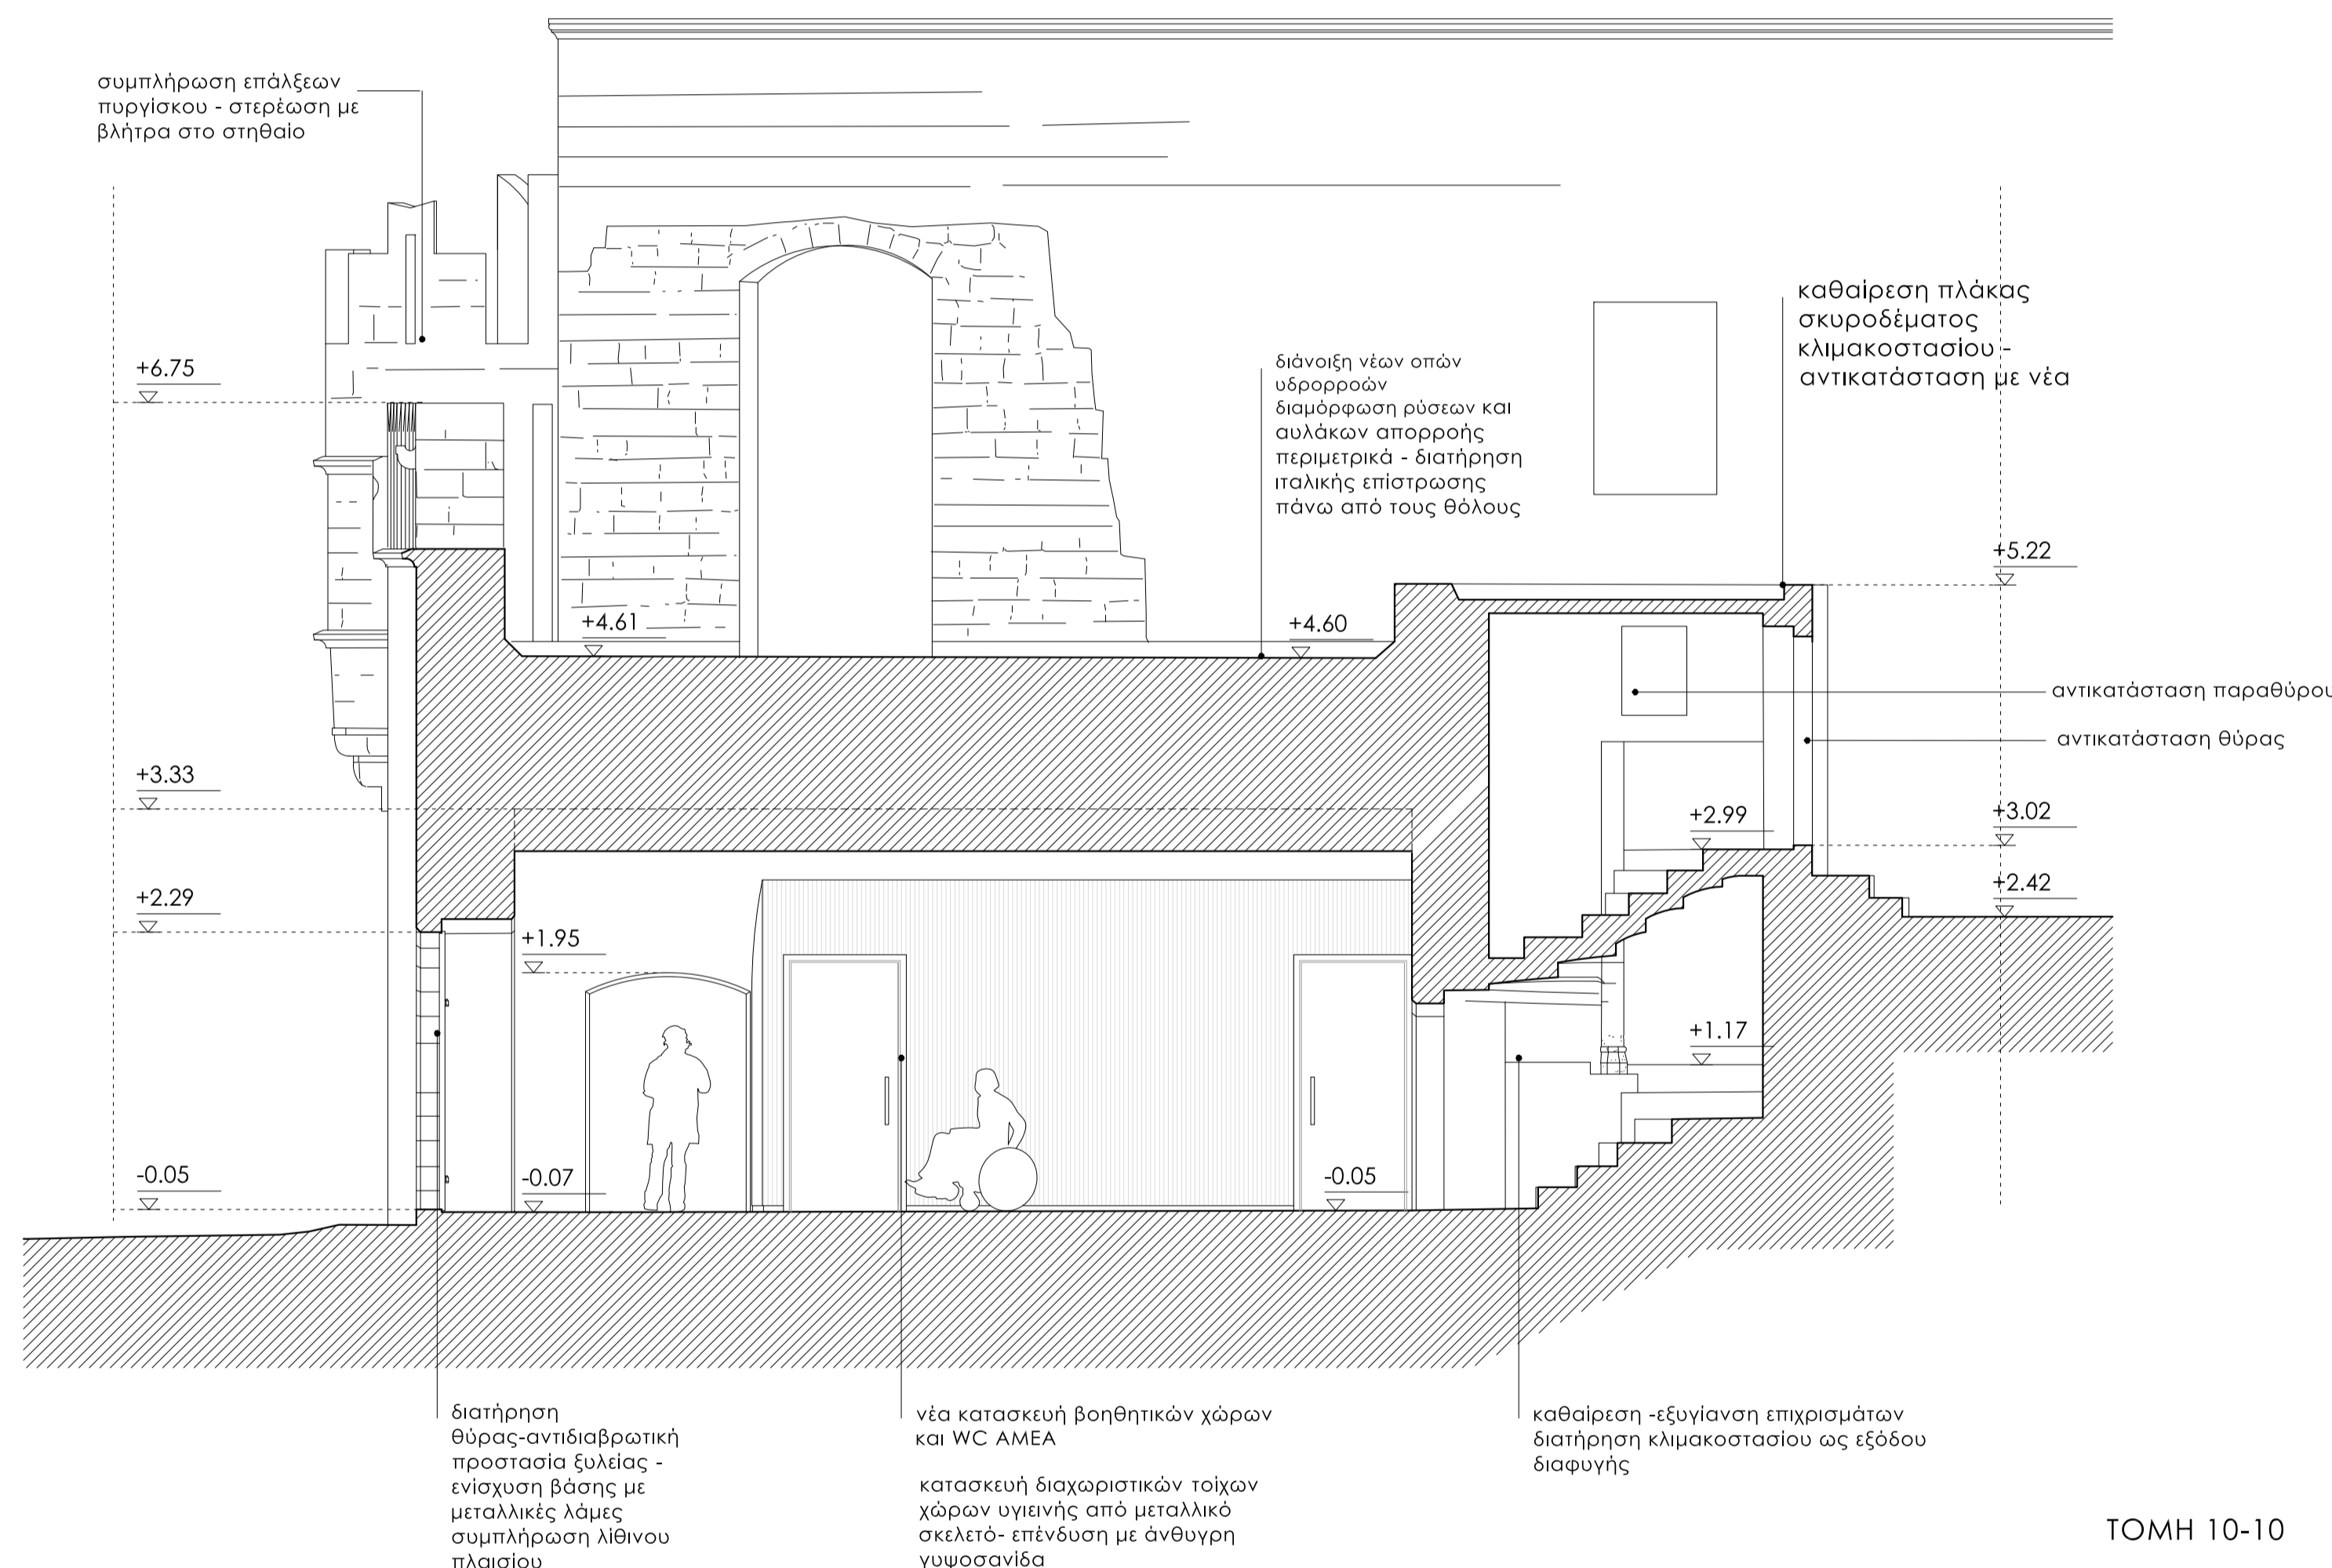 συμπλήρωση επάλξεων
πυργίσκου - στερέωση με
βλήτρα στο στηθαίο
καθαίρεση πλάκας
σκυροδέματος
κλιμακοστασίου -
αντικατάσταση με νέα
διάνοιξη νέων οπών
υδρορροών
διαμόρφωση ρύσεων και
αυλάκων απορροής
περιμετρικά - διατήρηση
ιταλικής επίστρωσης
πάνω από τους θόλους
+6.75
+5.22
+4.61
+4.60
αντικατάσταση παραθύρου
αντικατάσταση θύρας
+3.33
+2.99
+3.02
+2.29
+2.42
+1.95
+1.17
-0.05
-0.07
-0.05
διατήρηση
θύρας-αντιδιαβρωτική
προστασία ξυλείας -
ενίσχυση βάσης με
μεταλλικές λάμες
συμπλήρωση λίθινου
πλαισίου
νέα κατασκευή βοηθητικών χώρων
και WC ΑΜΕΑ
κατασκευή διαχωριστικών τοίχων
χώρων υγιεινής από μεταλλικό
σκελετό- επένδυση με άνθυγρη
γυψοσανίδα
καθαίρεση -εξυγίανση επιχρισμάτων
διατήρηση κλιμακοστασίου ως εξόδου
διαφυγής
ΤΟΜΗ 10-10